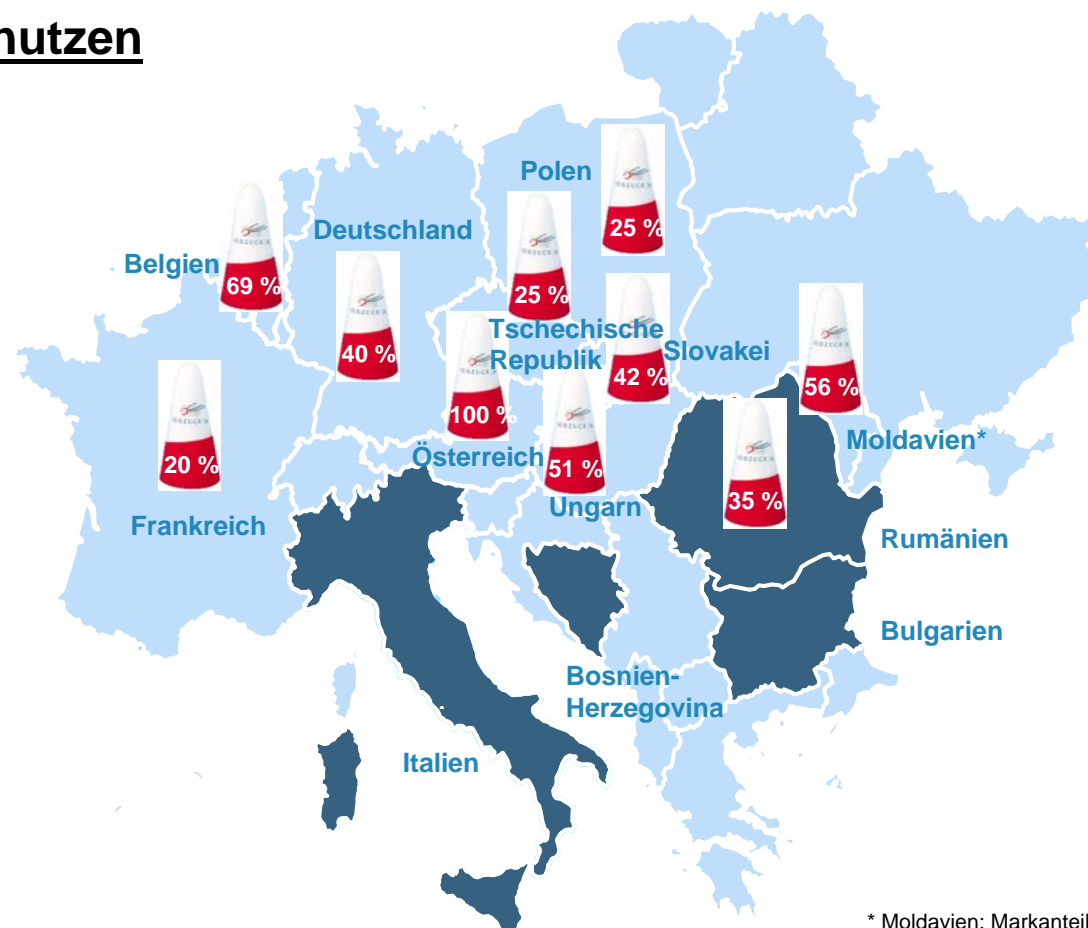 nutzen
Polen
25 %
Deutschland
Belgien
69 %
25 %
Tschechische
Republik
Slovakei
40 %
42 %
56 %
100 %
Moldavien*
Österreich
51 %
20 %
35 %
Ungarn
Frankreich
Rumänien
Bulgarien
Bosnien-
Herzegovina
Italien
* Moldavien: Markanteil